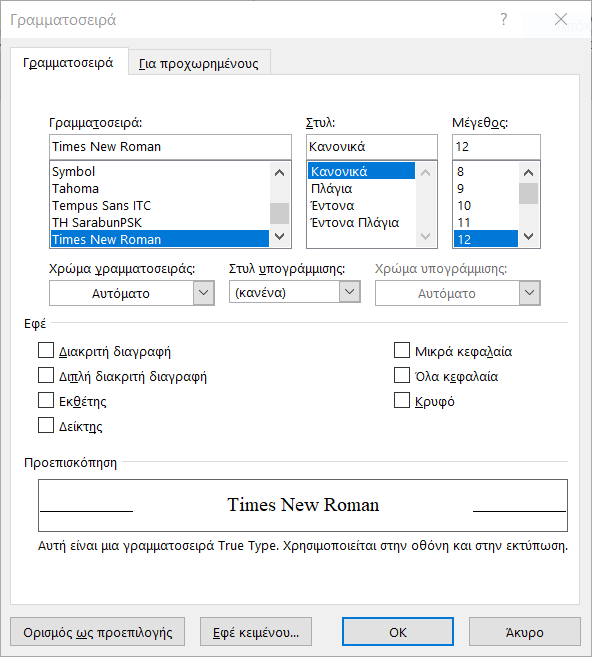 Γραμματοσειρά
Γραμματοσειρά Για προχωρημένους
Γραμματοσειρά: Στυλ: Μέγεθος:
Times New Roman Κανονικά 12
Symbol Κανονικά 8
Tahoma Πλάγια 9
Tempus Sans ITC Έντονα 10
TH SarabunPSK Έντονα Πλάγια 11
Times New Roman 12
Χρώμα γραμματοσειράς: Στυλ υπογράμμισης: Χρώμα υπογράμμισης:
Αυτόματο (κανένα) Αυτόματο
Εφέ
Διακριτή διαγραφή Μικρά κεφαλαία
Διπλή διακριτή διαγραφή Όλα κεφαλαία
Εκθέτης Κρυφό
Δείκτης
Προεπισκόπηση
Times New Roman
Αυτή είναι μια γραμματοσειρά True Type. Χρησιμοποιείται στην οθόνη και στην εκτύπωση.
Ορισμός ως προεπιλογής Εφέ κειμένου... OK Άκυρο